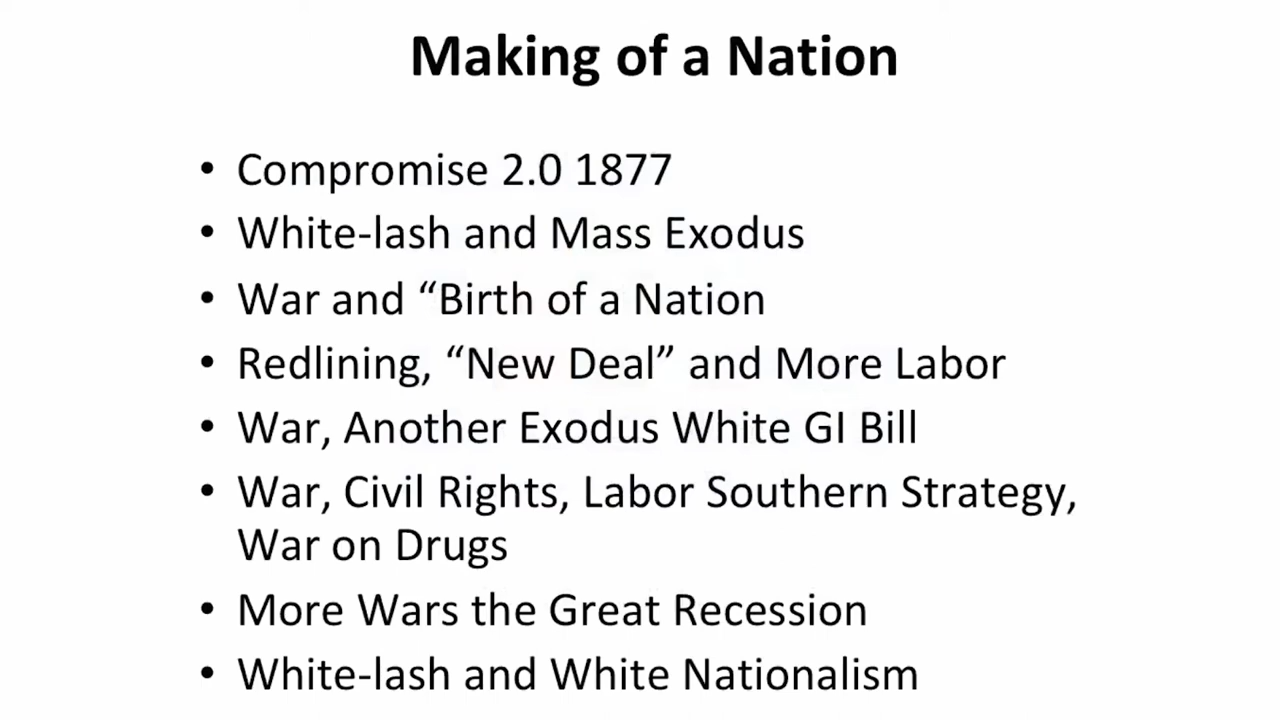 Making of a Nation
• Compromise 2.0 1877
• White-lash and Mass Exodus
• War and “Birth of a Nation
• Redlining, “New Deal” and More Labor
• War, Another Exodus White GI Bill
• War, Civil Rights, Labor Southern Strategy,
War on Drugs
• More Wars the Great Recession
• White-lash and White Nationalism